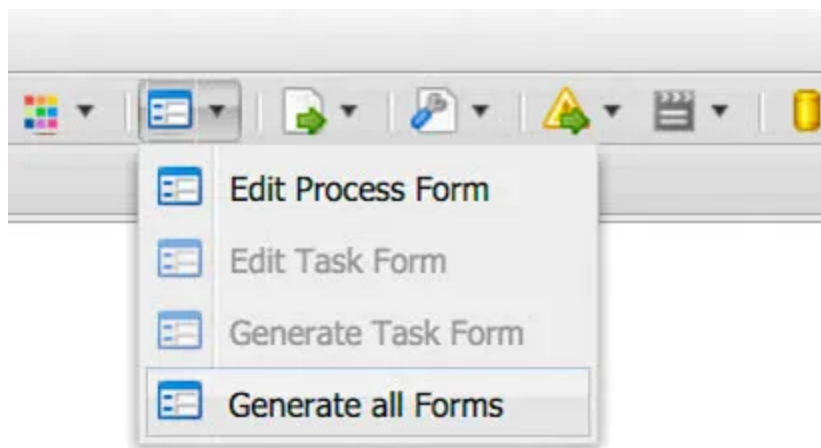 Edit Process Form
Edit Task Form
Generate Task Form
Generate all Forms